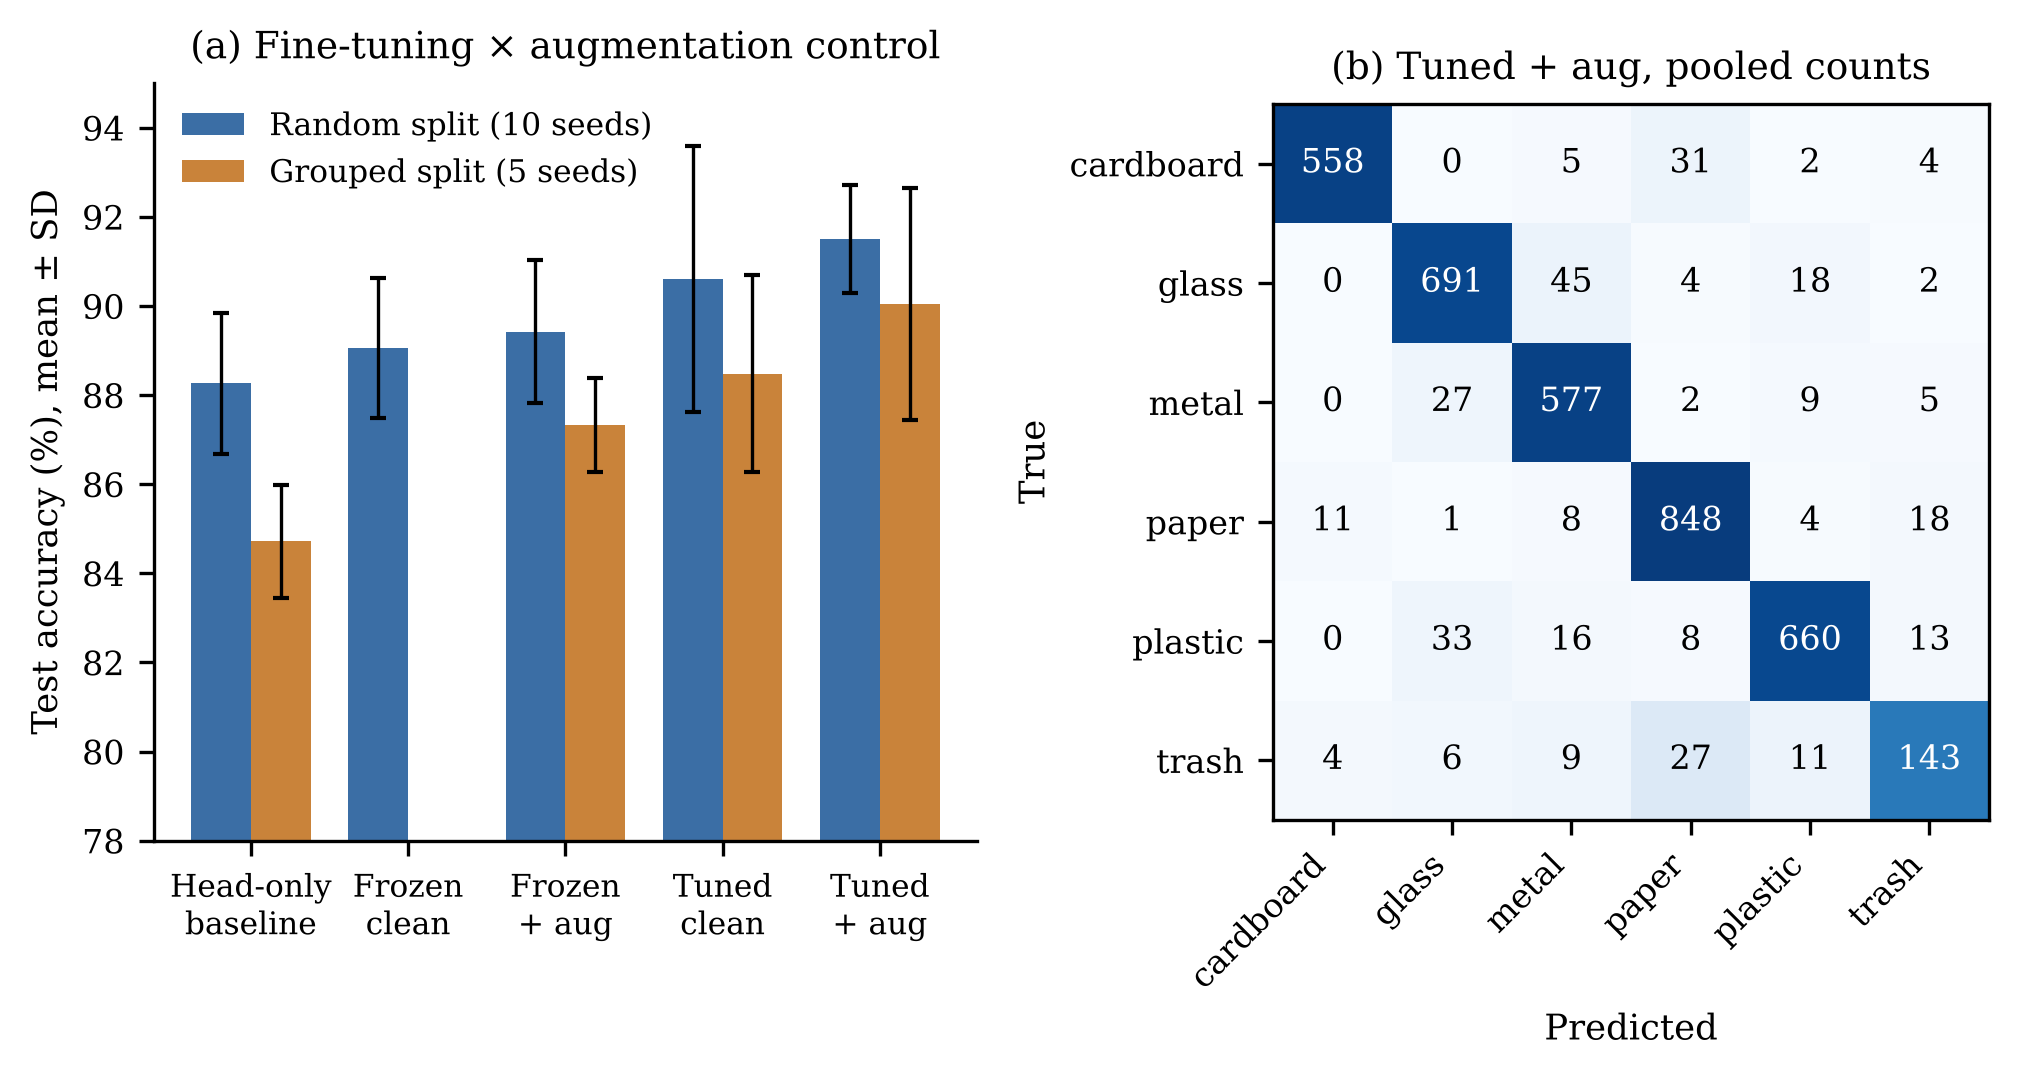 (a) Fine-tuning × augmentation control
Test accuracy (%), mean ± SD
94
92
90
88
86
84
82
80
78
Random split (10 seeds)
Grouped split (5 seeds)
Head-only
baseline
Frozen
clean
Frozen
+ aug
Tuned
clean
Tuned
+ aug
(b) Tuned + aug, pooled counts
True
cardboard 558 0 5 31 2 4
glass 0 691 45 4 18 2
metal 0 27 577 2 9 5
paper 11 1 8 848 4 18
plastic 0 33 16 8 660 13
trash 4 6 9 27 11 143
cardboard
glass
metal
paper
plastic
trash
Predicted